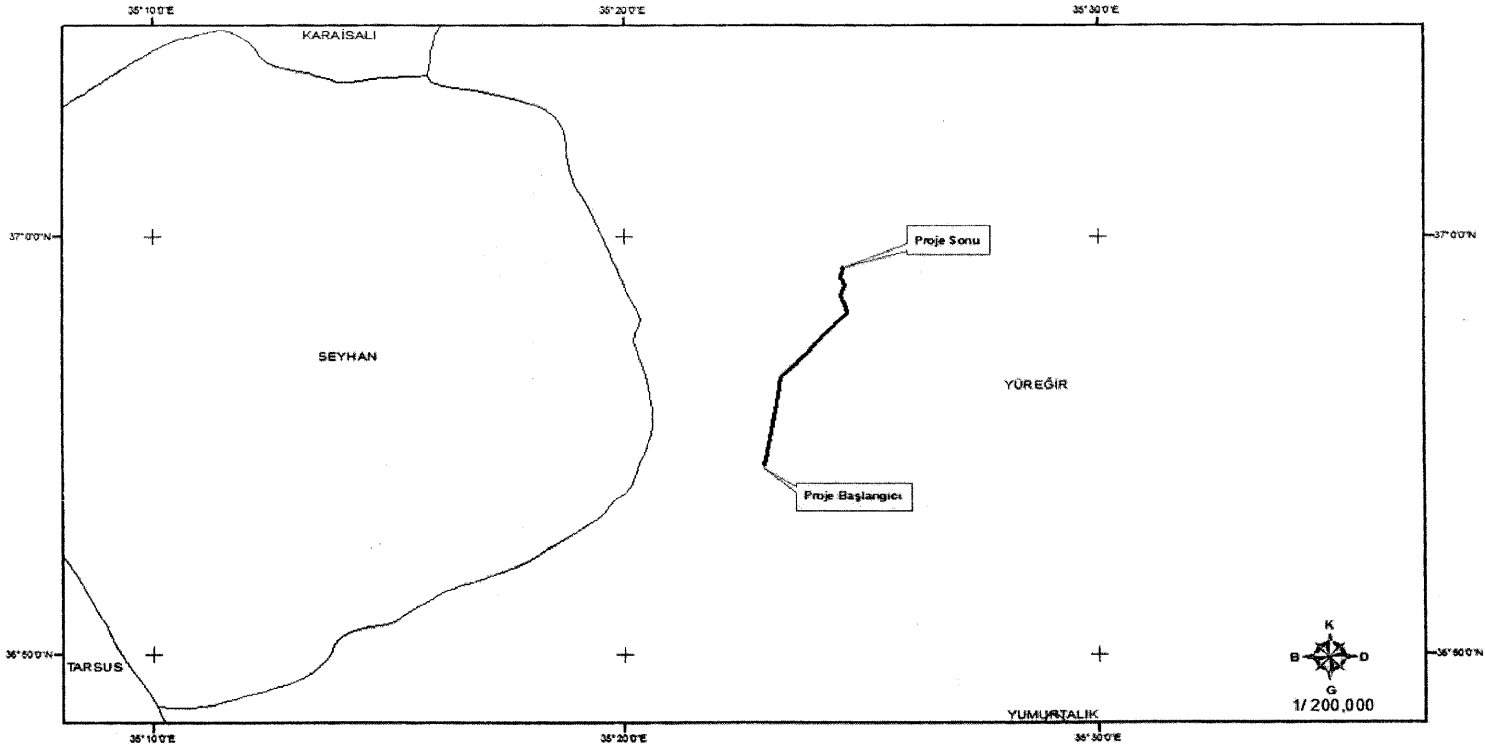 35°10'0"E
35°20'0"E
35°30'0"E
KARAİSALI
37°0'0"N
37°0'0"N
Proje Sonu
SEYHAN
YÜREĞİR
Proje Başlangıcı
K
B
D
G
36°50'0"N
36°50'0"N
TARSUS
1/ 200,000
YUMURTALIK
35°10'0"E
35°20'0"E
35°30'0"E